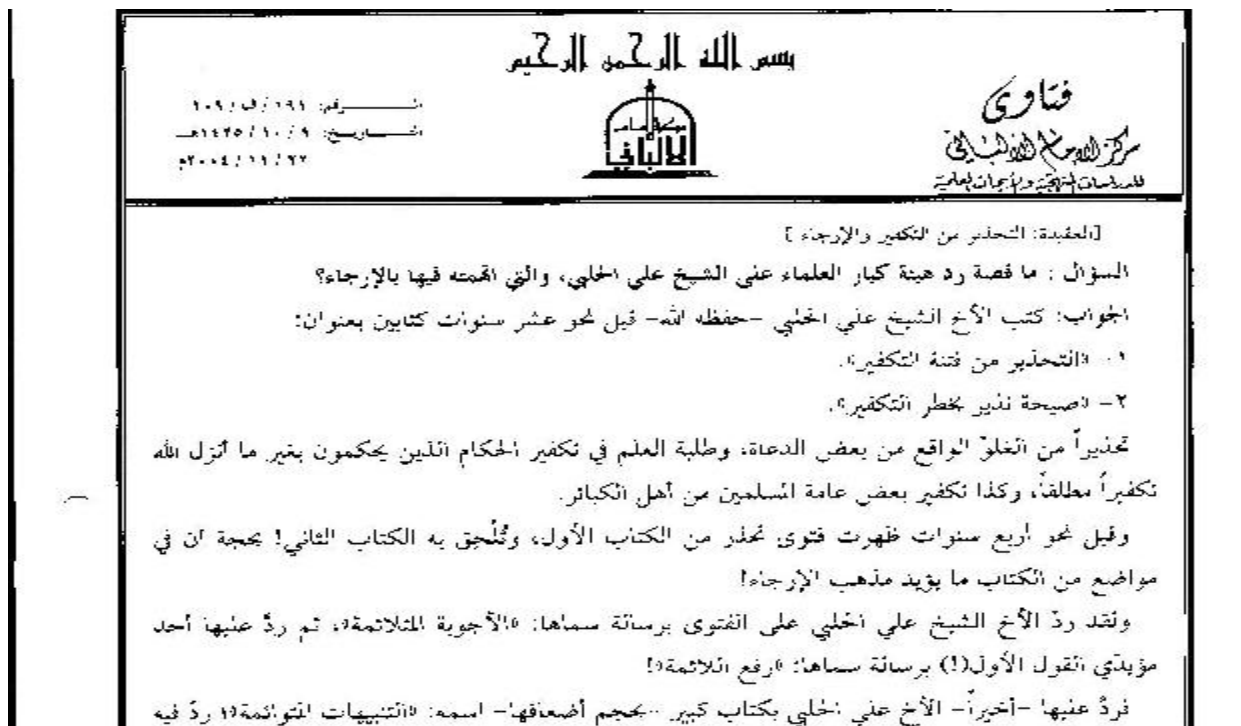 بسم الله الرحمن الرحيم
فتاوى
مركز الإمام الألباني
للدراسات المنهجية والأبحاث العلمية
الألباني
الـــرقم: ١٩١ / ف / ١٠٩
التـــاريخ: ٩ / ١٠ / ١٤٢٥هـ
٢٢ / ١١ / ٢٠٠٤م
[العقيدة: التحذير من التكفير والإرجاء]
السؤال : ما قصة رد هيئة كبار العلماء على الشيخ علي الحلبي، والتي اتهمته فيها بالإرجاء؟
الجواب: كتب الأخ الشيخ علي الحلبي -حفظه الله- قبل نحو عشر سنوات كتابين بعنوان:
١- «التحذير من فتنة التكفير».
٢- «صيحة نذير بخطر التكفير».
تحذيراً من الغلوّ الواقع من بعض الدعاة، وطلبة العلم في تكفير الحكام الذين يحكمون بغير ما أنزل الله
تكفيراً مطلقاً، وكذا تكفير بعض عامة المسلمين من أهل الكبائر.
وقبل نحو أربع سنوات ظهرت فتوى تحذر من الكتاب الأول، وتُلْحِق به الكتاب الثاني! بحجة ان في
مواضع من الكتاب ما يؤيد مذهب الإرجاء!
ولقد ردّ الأخ الشيخ علي الحلبي على الفتوى برسالة سماها: «الأجوبة المتلائمة»، ثم ردّ عليها أحد
مؤيدّي القول الأول(!) برسالة سماها: «رفع اللائمة»!
فردَّ عليها -أخيراً- الأخ علي الحلبي بكتاب كبير -بحجم أضعافها- اسمه: «التنبيهات المتوائمة»؛ ردّ فيه